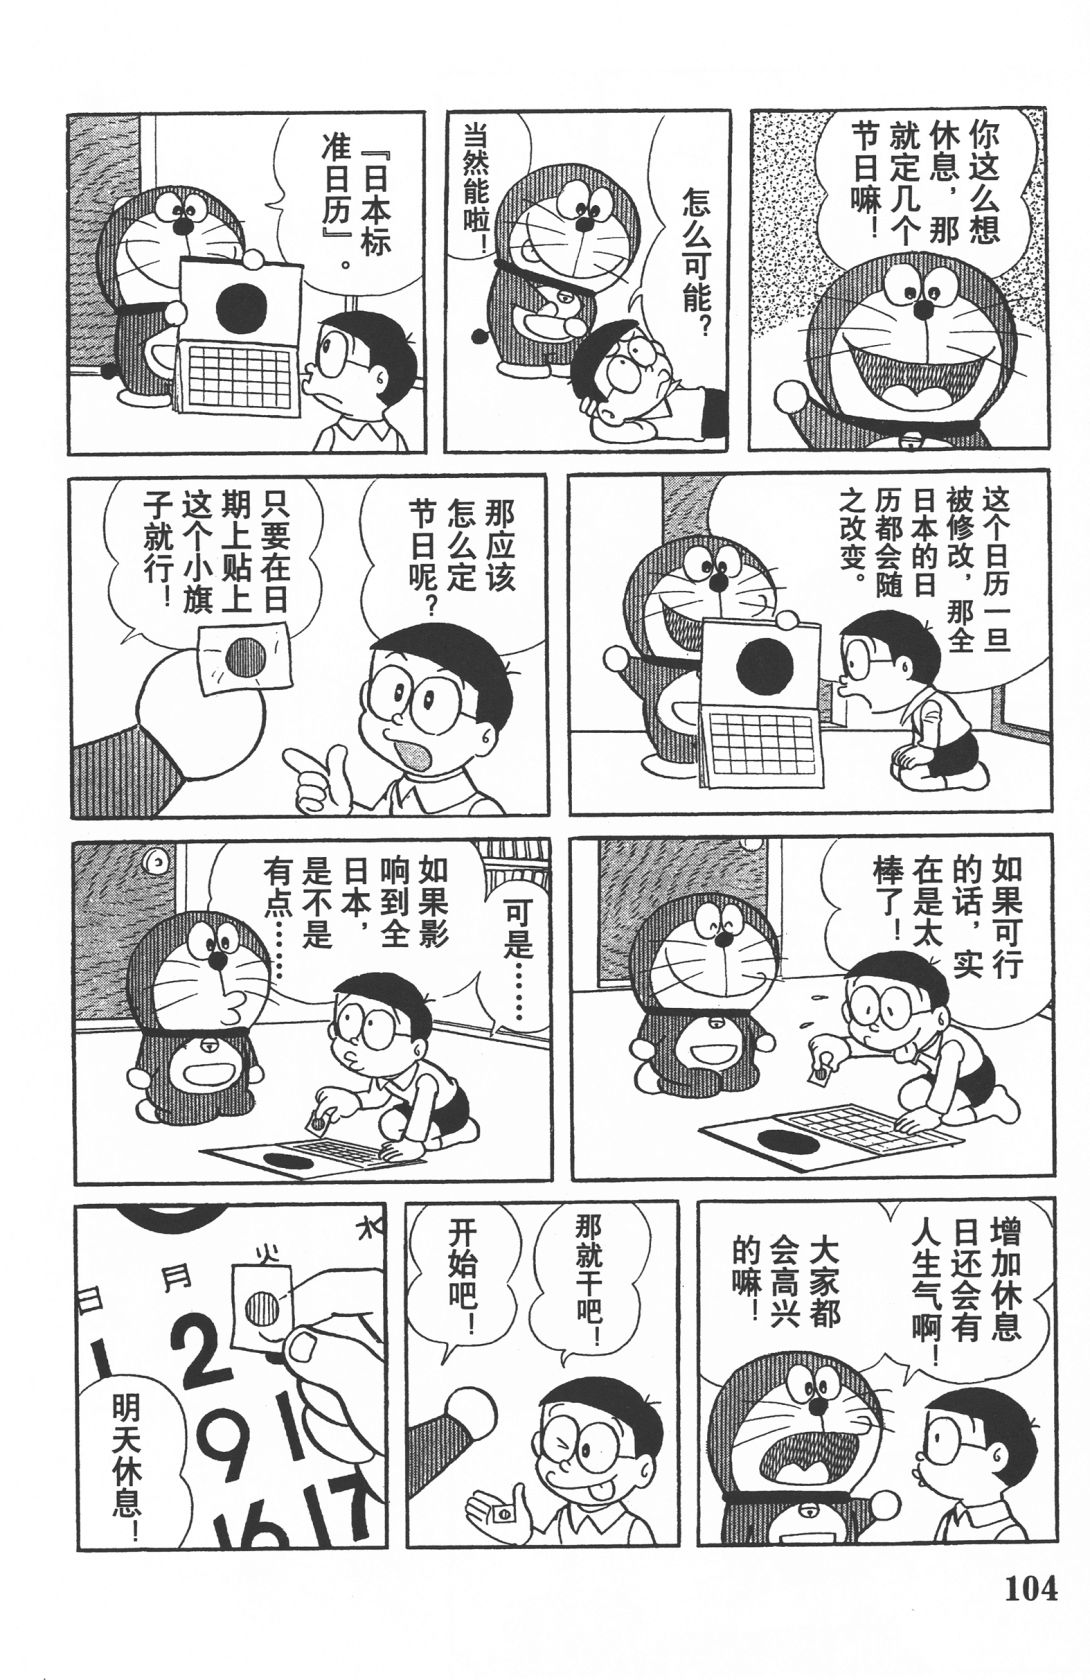 你这么想
休息，那
就定几个
节日嘛！
怎么可能？
当然能啦！
『日本标
准日历』。
这个日历一旦
被修改，那全
日本的日
历都会随
之改变。
那应该
怎么定
节日呢？
只要在日
期上贴上
这个小旗
子就行！
如果可行
的话，实
在是太
棒了！
可是……
如果影
响到全
日本，
是不是
有点……
增加休息
日还会有
人生气啊！
大家都
会高兴
的嘛！
那就干吧！
开始吧！
日 月 火 水
1 2
9 1
16 17
明天休息！
104